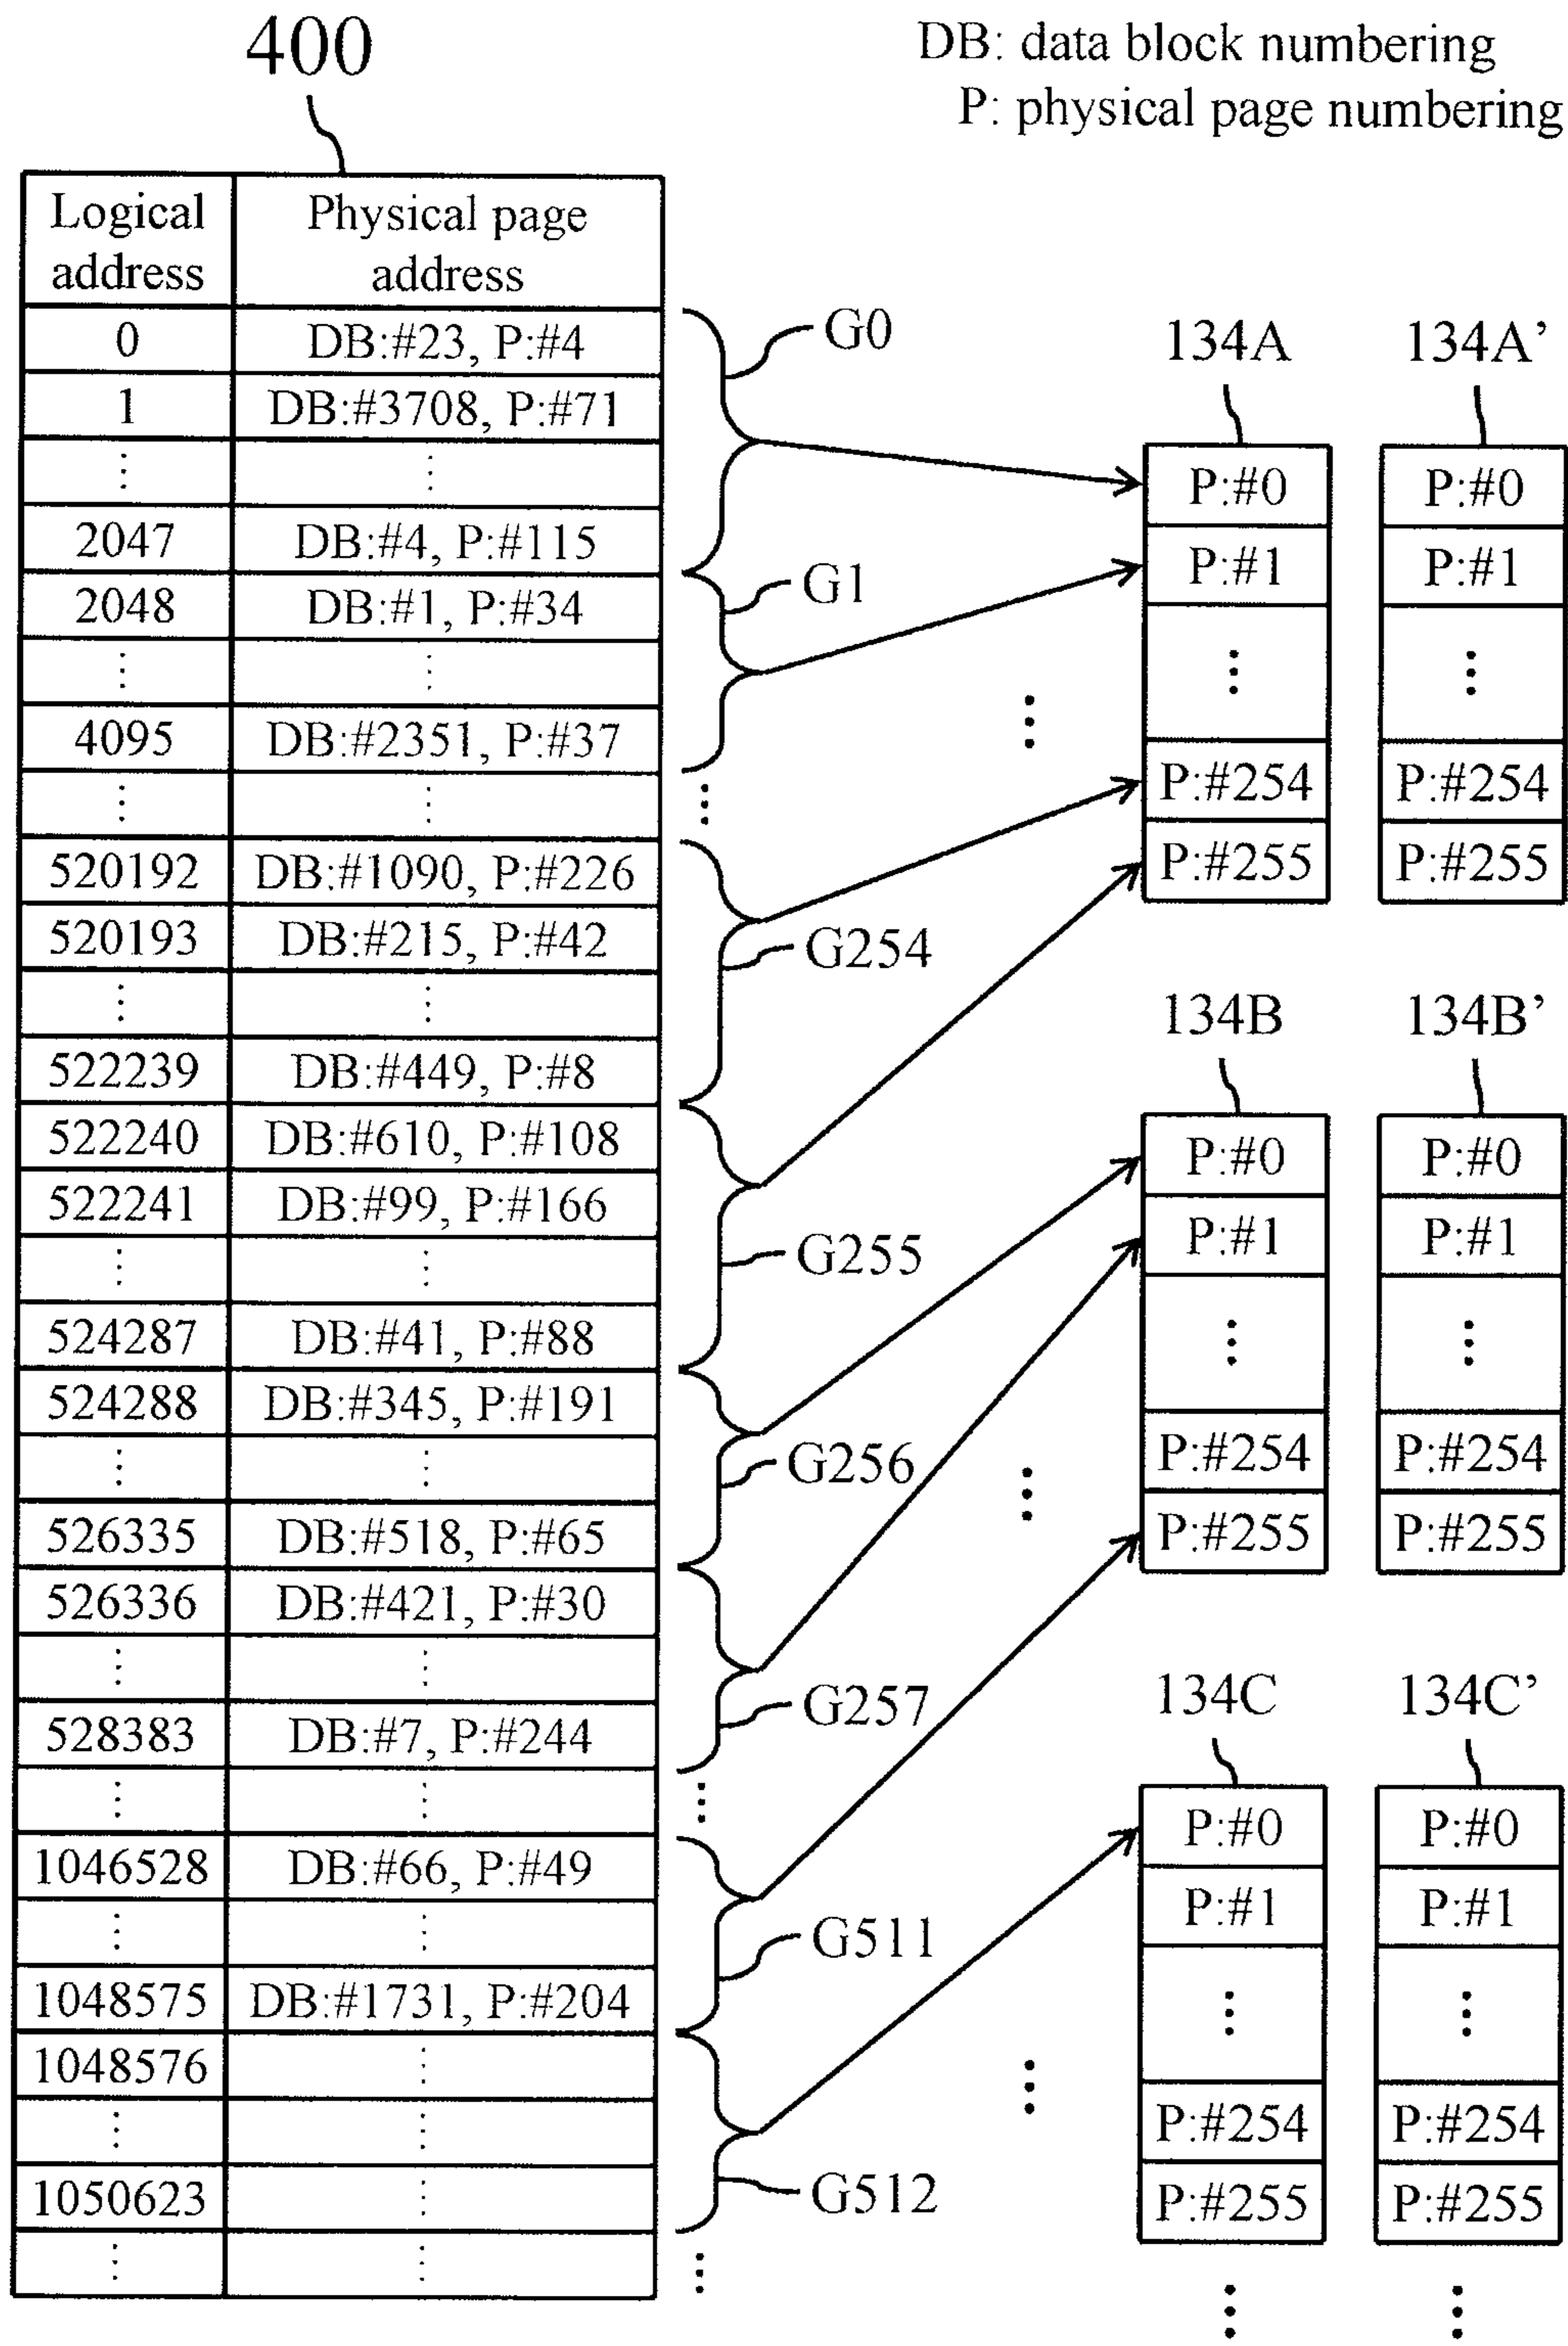 400
DB: data block numbering
P: physical page numbering
Logical address
Physical page address
0 DB:#23, P:#4
1 DB:#3708, P:#71
⋮ ⋮
2047 DB:#4, P:#115
2048 DB:#1, P:#34
⋮ ⋮
4095 DB:#2351, P:#37
⋮ ⋮
520192 DB:#1090, P:#226
520193 DB:#215, P:#42
⋮ ⋮
522239 DB:#449, P:#8
522240 DB:#610, P:#108
522241 DB:#99, P:#166
⋮ ⋮
524287 DB:#41, P:#88
524288 DB:#345, P:#191
⋮ ⋮
526335 DB:#518, P:#65
526336 DB:#421, P:#30
⋮ ⋮
528383 DB:#7, P:#244
⋮ ⋮
1046528 DB:#66, P:#49
⋮ ⋮
1048575 DB:#1731, P:#204
1048576 ⋮
⋮ ⋮
1050623 ⋮
⋮ ⋮
G0
G1
⋮
G254
G255
G256
G257
⋮
G511
G512
⋮
⋮
⋮
⋮
134A 134A’
P:#0 P:#0
P:#1 P:#1
⋮ ⋮
P:#254 P:#254
P:#255 P:#255
134B 134B’
P:#0 P:#0
P:#1 P:#1
⋮ ⋮
P:#254 P:#254
P:#255 P:#255
134C 134C’
P:#0 P:#0
P:#1 P:#1
⋮ ⋮
P:#254 P:#254
P:#255 P:#255
⋮ ⋮